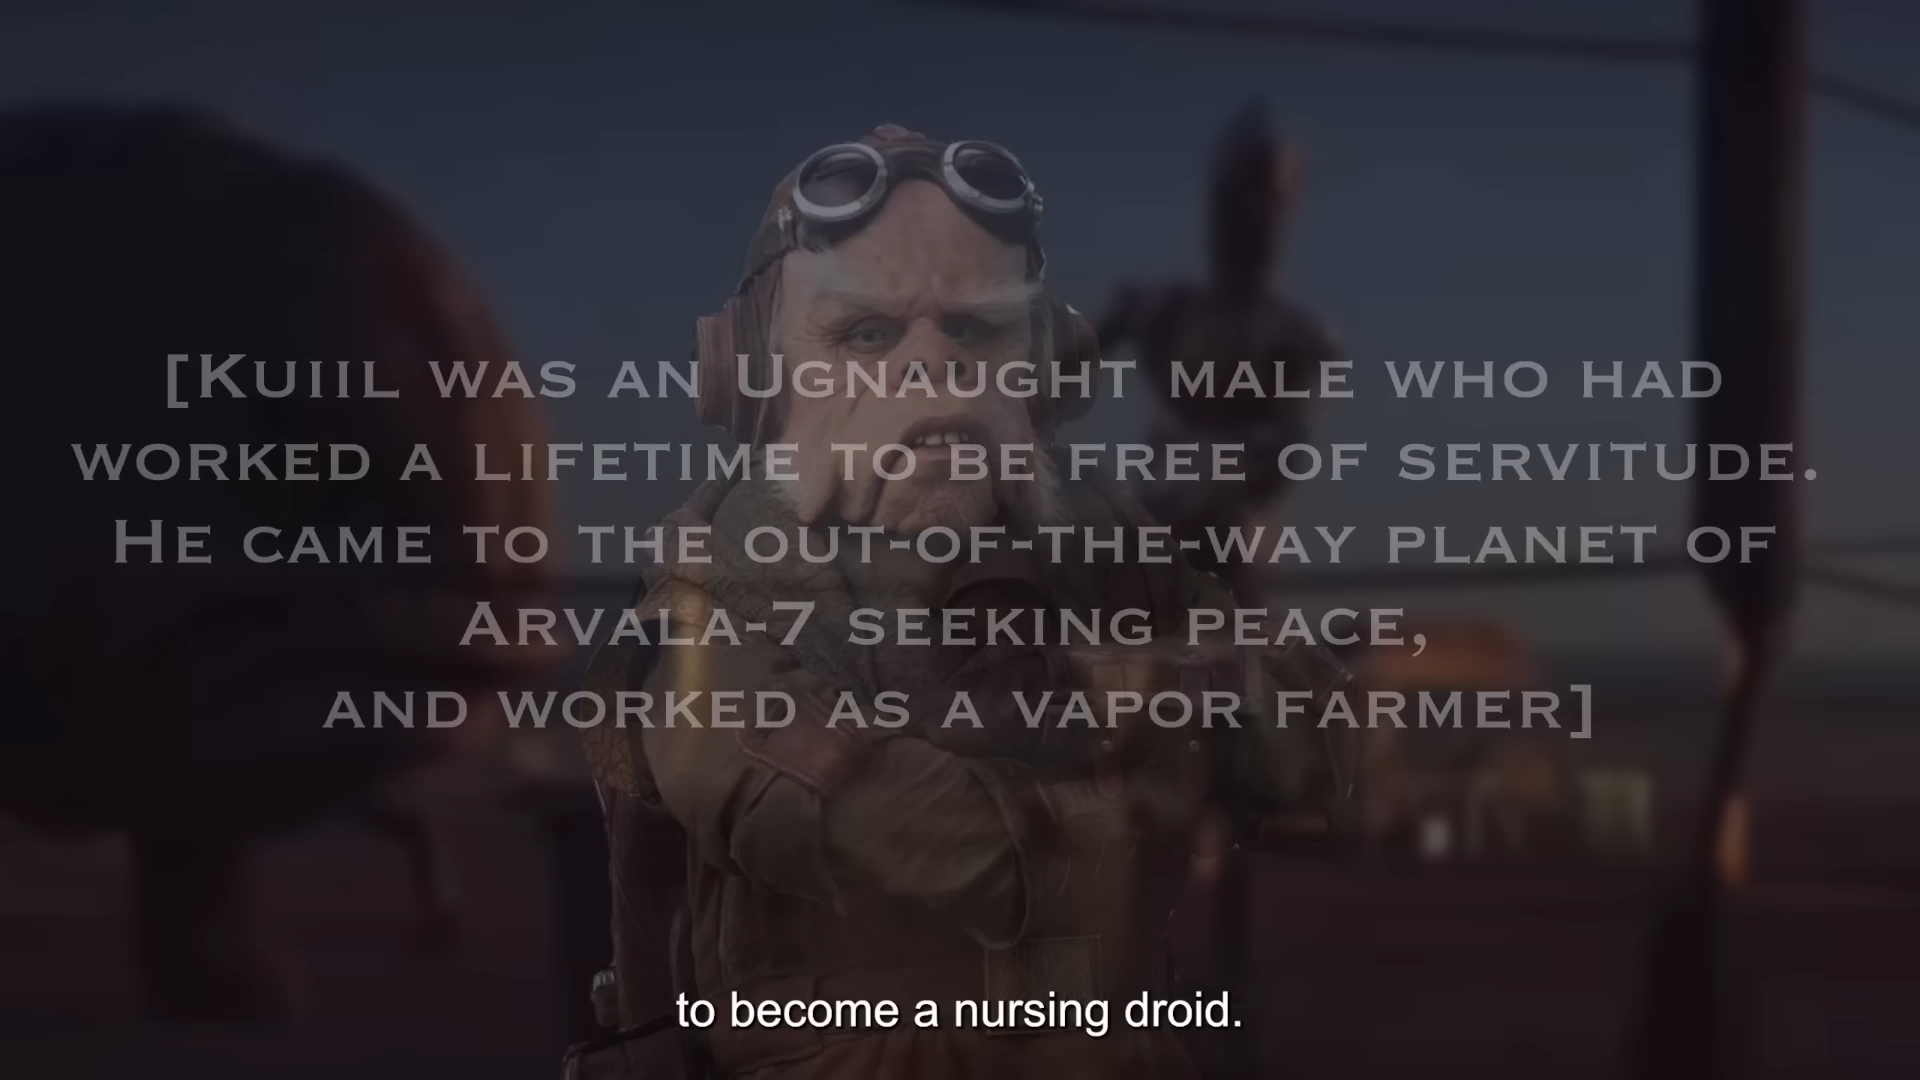 [Kuiil was an Ugnaught male who had
worked a lifetime to be free of servitude.
He came to the out-of-the-way planet of
Arvala-7 seeking peace,
and worked as a vapor farmer]
to become a nursing droid.